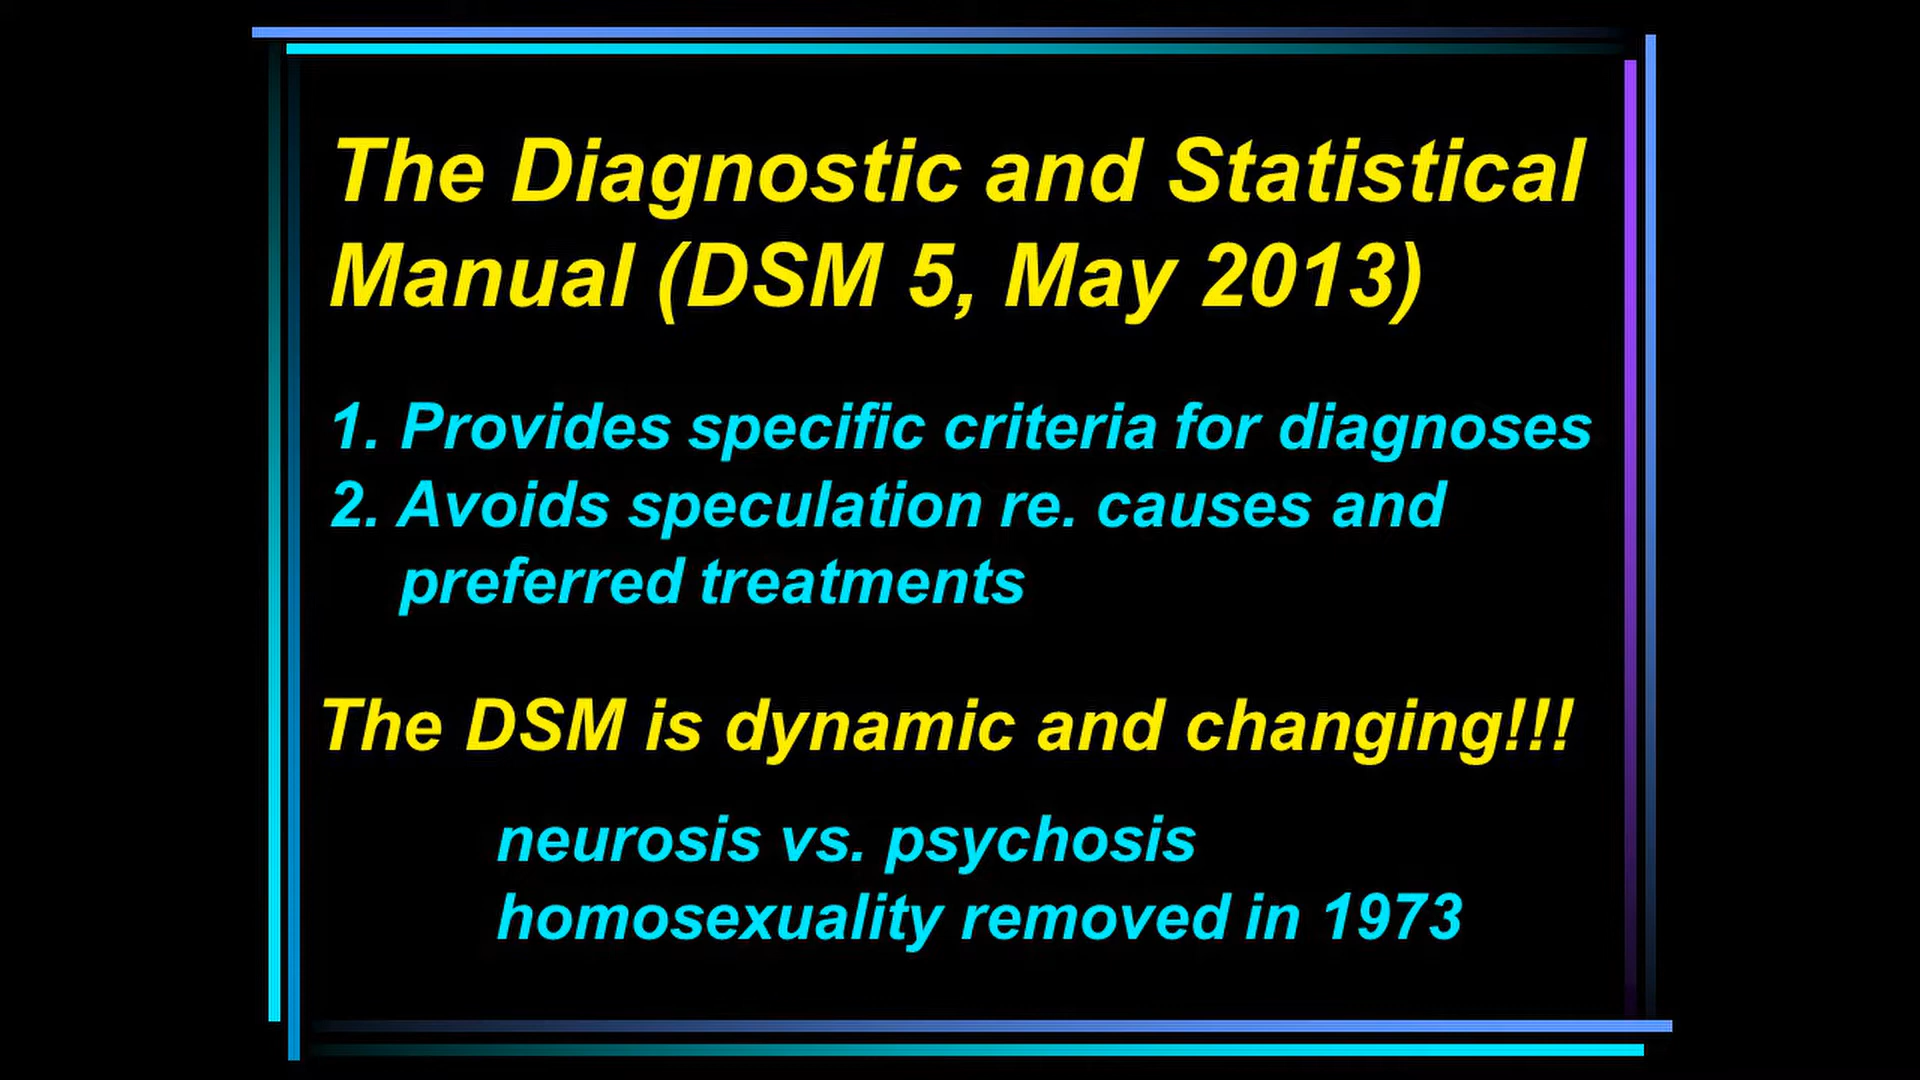 The Diagnostic and Statistical
Manual (DSM 5, May 2013)
1. Provides specific criteria for diagnoses
2. Avoids speculation re. causes and
preferred treatments
The DSM is dynamic and changing!!!
neurosis vs. psychosis
homosexuality removed in 1973